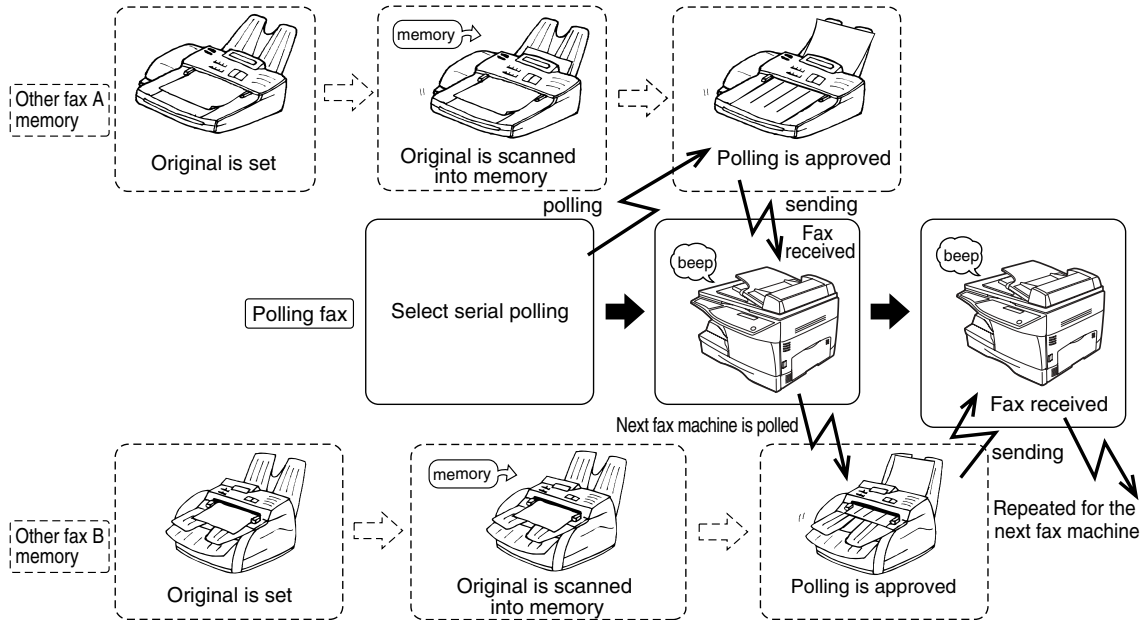 Other fax A
memory
Original is set
memory
Original is scanned
into memory
Polling is approved
polling
sending
Polling fax
Select serial polling
beep
Fax
received
beep
Fax received
Next fax machine is polled
sending
Repeated for the
next fax machine
Other fax B
memory
Original is set
memory
Original is scanned
into memory
Polling is approved